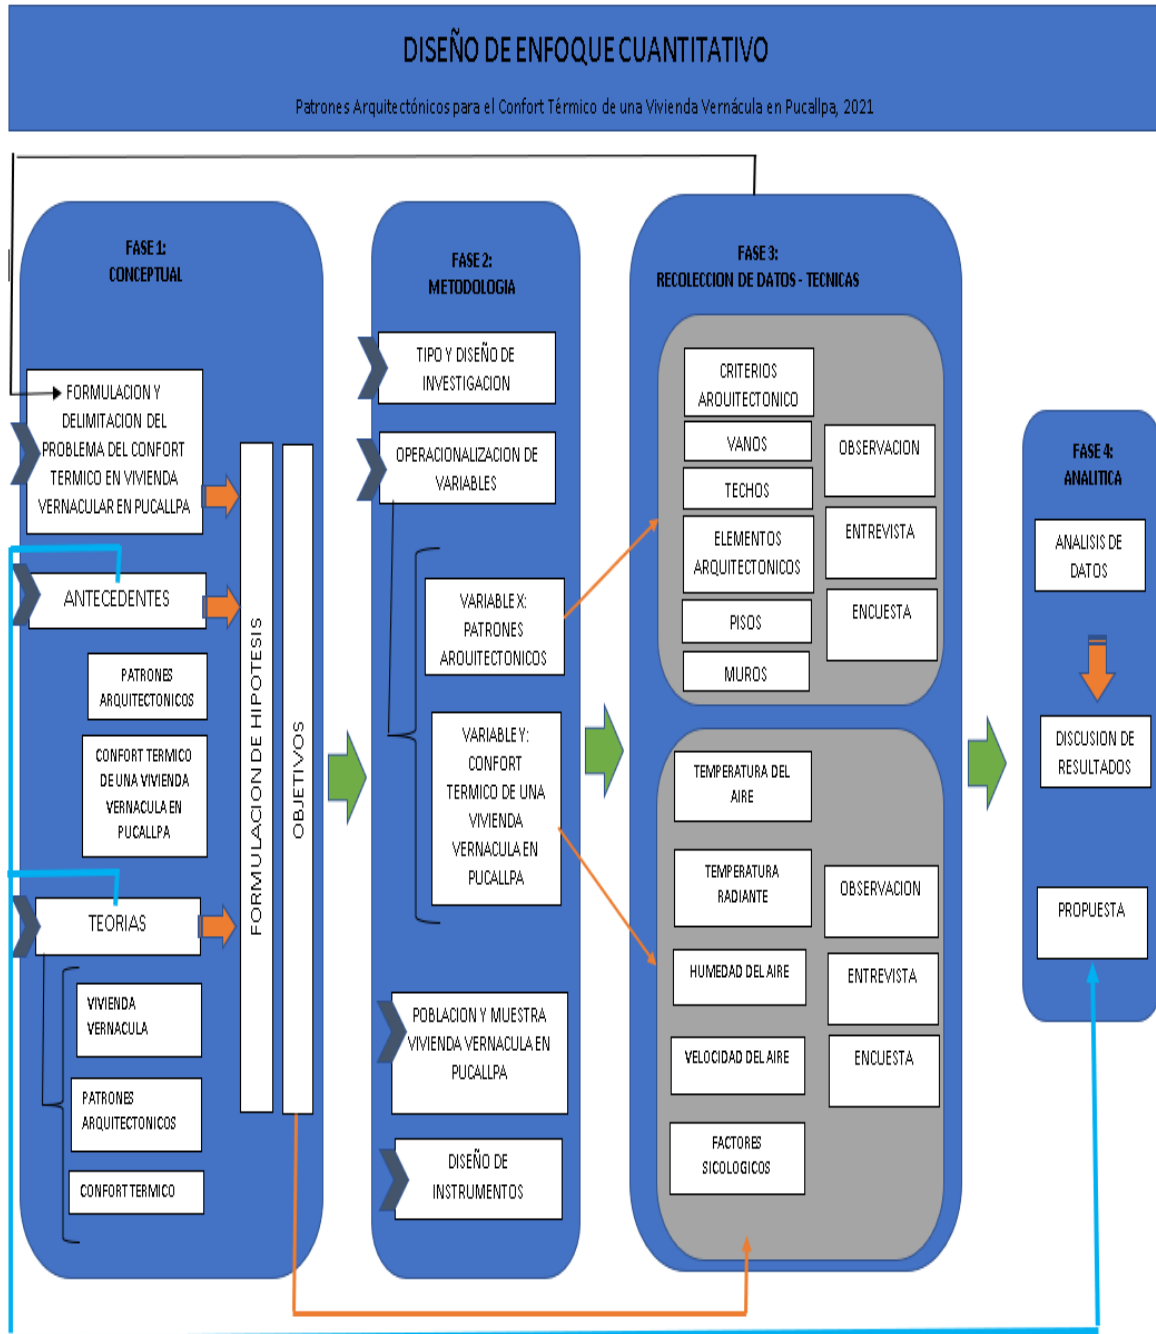 DISEÑO DE ENFOQUE CUANTITATIVO
Patrones Arquitectónicos para el Confort Térmico de una Vivienda Vernácula en Pucallpa, 2021
FASE 1:
CONCEPTUAL
FORMULACION Y
DELIMITACION DEL
PROBLEMA DEL CONFORT
TERMICO EN VIVIENDA
VERNACULAR EN PUCALLPA
ANTECEDENTES
PATRONES
ARQUITECTONICOS
CONFORT TERMICO
DE UNA VIVIENDA
VERNACULA EN
PUCALLPA
TEORIAS
VIVIENDA
VERNACULA
PATRONES
ARQUITECTONICOS
CONFORT TERMICO
FORMULACION DE HIPOTESIS
OBJETIVOS
FASE 2:
METODOLOGIA
TIPO Y DISEÑO DE
INVESTIGACION
OPERACIONALIZACION DE
VARIABLES
VARIABLE X:
PATRONES
ARQUITECTONICOS
VARIABLE Y:
CONFORT
TERMICO DE UNA
VIVIENDA
VERNACULA EN
PUCALLPA
POBLACION Y MUESTRA
VIVIENDA VERNACULA EN
PUCALLPA
DISEÑO DE
INSTRUMENTOS
FASE 3:
RECOLECCION DE DATOS - TECNICAS
CRITERIOS
ARQUITECTONICO
VANOS
TECHOS
ELEMENTOS
ARQUITECTONICOS
PISOS
MUROS
OBSERVACION
ENTREVISTA
ENCUESTA
TEMPERATURA DEL
AIRE
TEMPERATURA
RADIANTE
HUMEDAD DEL AIRE
VELOCIDAD DEL AIRE
FACTORES
SICOLOGICOS
OBSERVACION
ENTREVISTA
ENCUESTA
FASE 4:
ANALITICA
ANALISIS DE
DATOS
DISCUSION DE
RESULTADOS
PROPUESTA